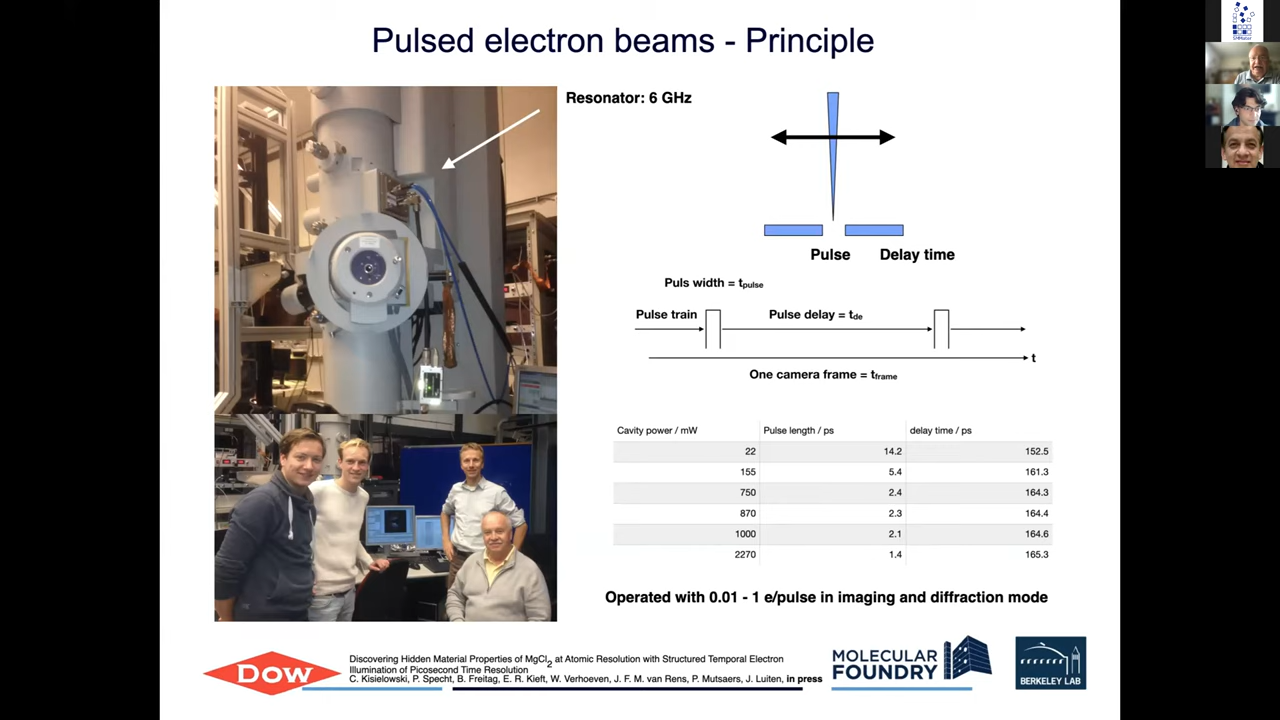 Pulsed electron beams - Principle
Resonator: 6 GHz
Pulse Delay time
Puls width = tpulse
Pulse train Pulse delay = tde
t
One camera frame = tframe
Cavity power / mW Pulse length / ps delay time / ps
22 14.2 152.5
155 5.4 161.3
750 2.4 164.3
870 2.3 164.4
1000 2.1 164.6
2270 1.4 165.3
Operated with 0.01 - 1 e/pulse in imaging and diffraction mode
Dow
Discovering Hidden Material Properties of MgCl2 at Atomic Resolution with Structured Temporal Electron
Illumination of Picosecond Time Resolution
C. Kisielowski, P. Specht, B. Freitag, E. R. Kieft, W. Verhoeven, J. F. M. van Rens, P. Mutsaers, J. Luiten, in press
MOLECULAR
FOUNDRY
BERKELEY LAB